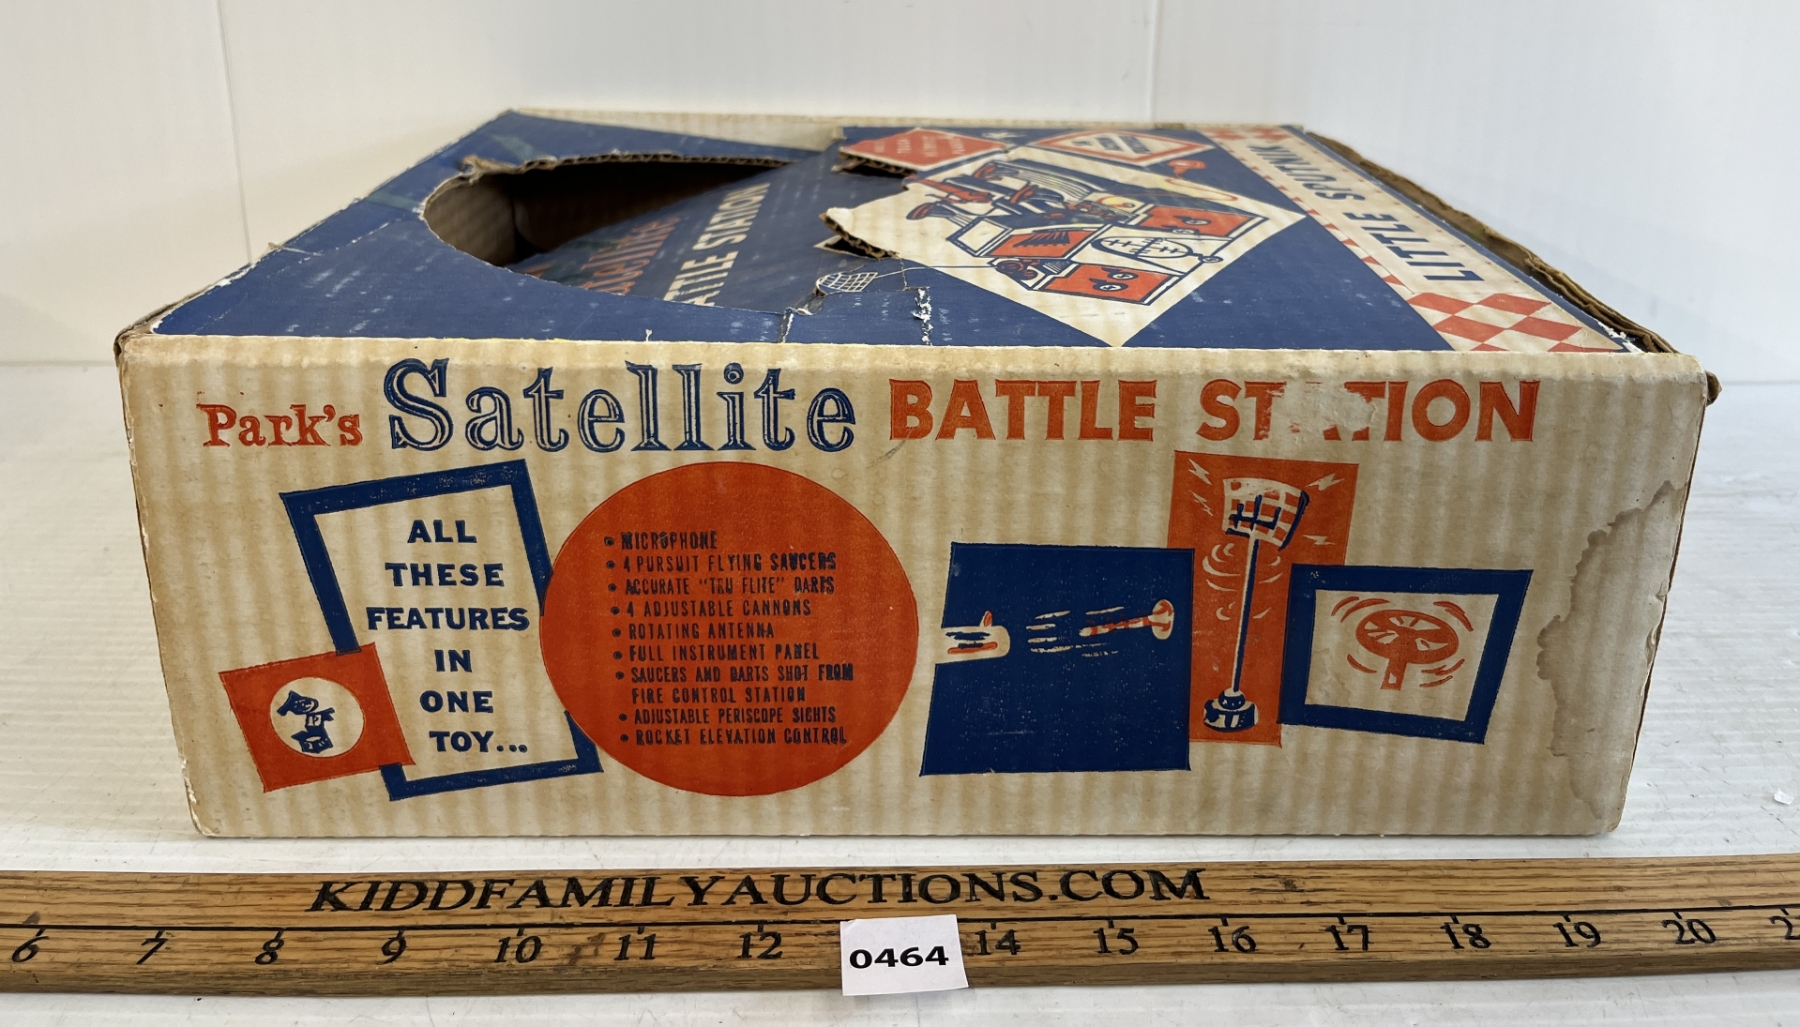 LITTLE SPUTNIK
TTLE STATION
Park's Satellite BATTLE ST TION
ALL
THESE
FEATURES
IN
ONE
TOY...
• MICROPHONE
• 4 PURSUIT FLYING SAUCERS
• ACCURATE "TRU FLITE" DARTS
• 4 ADJUSTABLE CANNONS
• ROTATING ANTENNA
• FULL INSTRUMENT PANEL
• SAUCERS AND DARTS SHOT FROM
FIRE CONTROL STATION
• ADJUSTABLE PERISCOPE SIGHTS
• ROCKET ELEVATION CONTROL
KIDDFAMILYAUCTIONS.COM
6 7 8 9 10 11 12 14 15 16 17 18 19 20 2
0464